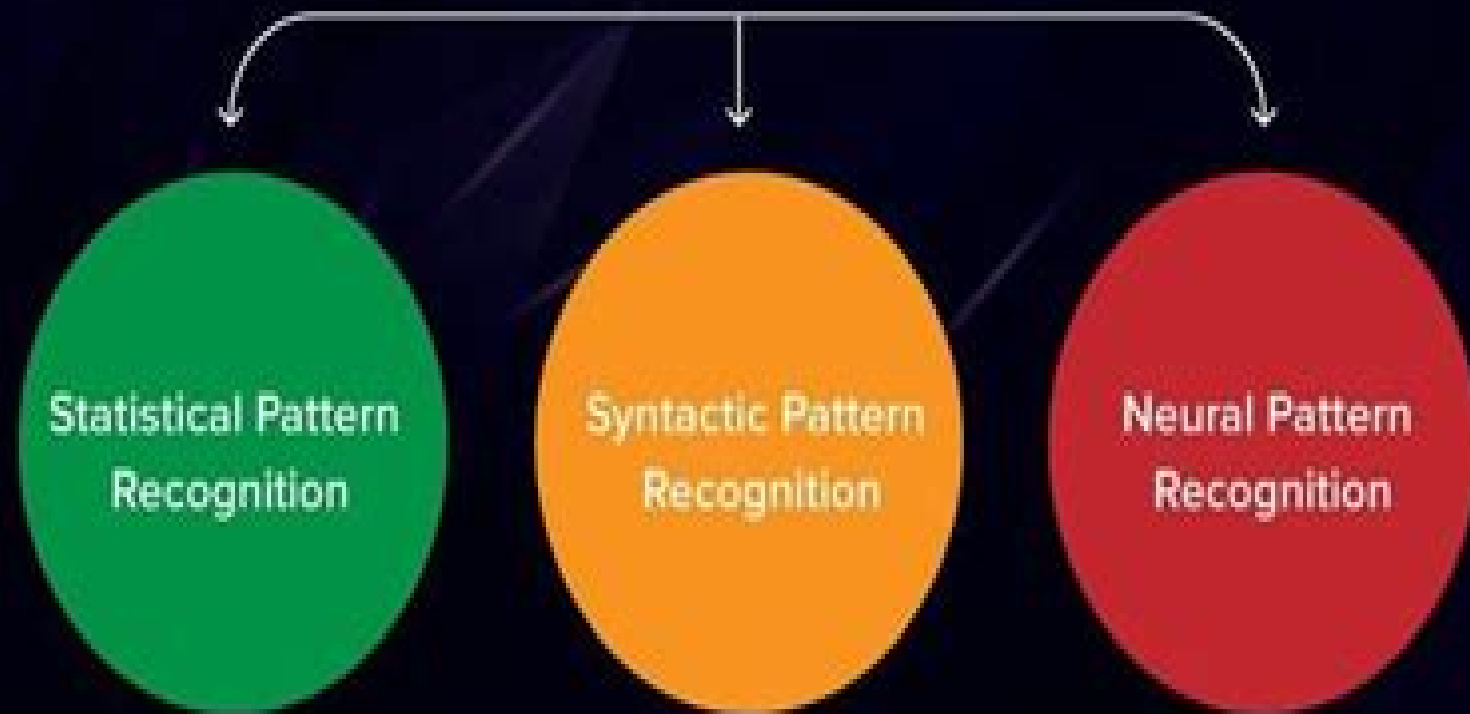 Statistical Pattern
Recognition
Syntactic Pattern
Recognition
Neural Pattern
Recognition